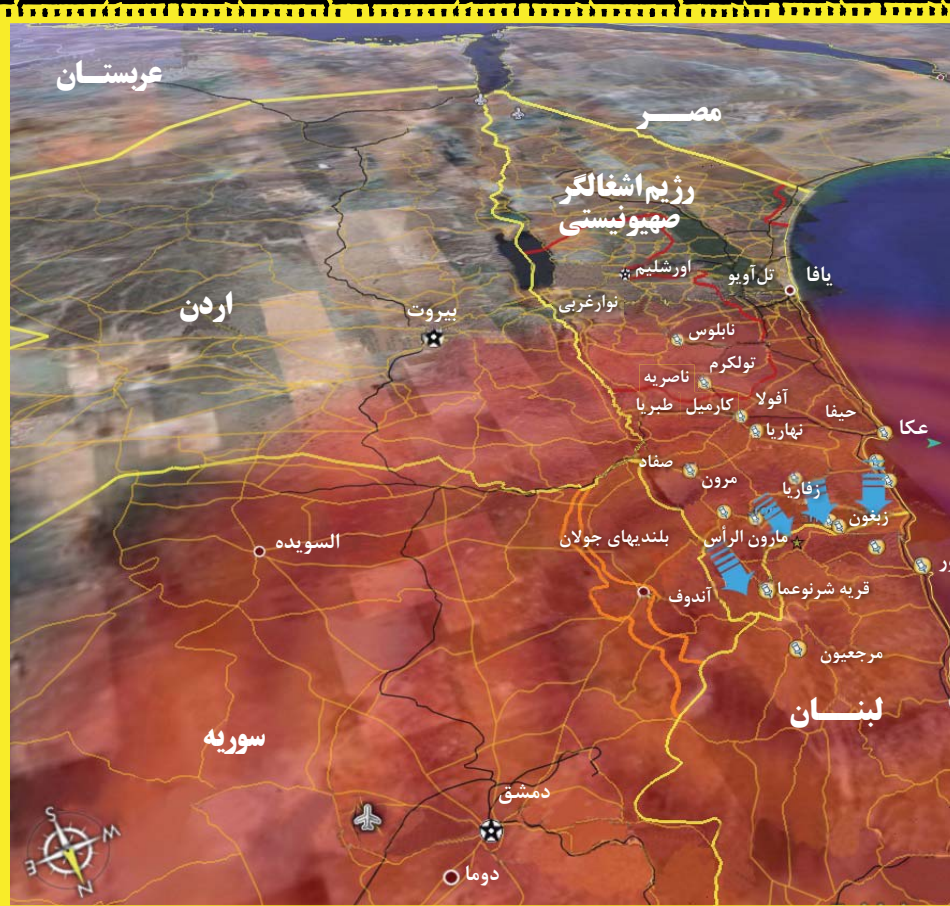 عربستان
مصر
رژیم اشغالگر
صهیونیستی
اورشلیم
تل‌آویو
یافا
نوارغربی
اردن
بیروت
نابلوس
تولکرم
ناصریه
آفولا
کارمیل
طبریا
حیفا
نهاریا
عکا
صفاد
مرون
زفاریا
زبغون
السویده
بلندیهای جولان
مارون الرأس
آندوف
قریه شرنوعما
مرجعیون
لبنان
سوریه
دمشق
دوما
S
W
E
N